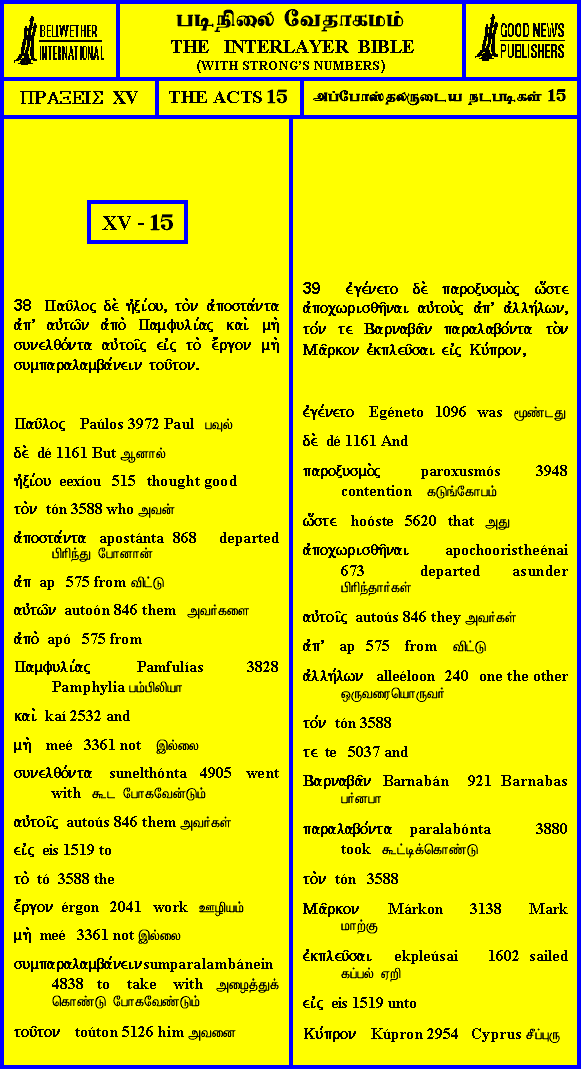 BELLWETHER
INTERNATIONAL
படிநிலை வேதாகமம்
THE INTERLAYER BIBLE
(WITH STRONG'S NUMBERS)
GOOD NEWS
PUBLISHERS
ΠΡΑΞΕΙΣ XV
THE ACTS 15
அப்போஸ்தலருடைய நடபடிகள் 15
XV - 15
38 Παῦλος δὲ ἠξίου, τὸν ἀποστάντα
ἀπ' αὐτῶν ἀπὸ Παμφυλίας καὶ μὴ
συνελθόντα αὐτοῖς εἰς τὸ ἔργον μὴ
συμπαραλαμβάνειν τοῦτον.
Παῦλος Paúlos 3972 Paul பவுல்
δὲ dé 1161 But ஆனால்
ἠξίου eexíou 515 thought good
τὸν tón 3588 who அவன்
ἀποστάντα apostánta 868 departed
பிரிந்து போனான்
ἀπ ap 575 from விட்டு
αὐτῶν autoón 846 them அவர்களை
ἀπὸ apó 575 from
Παμφυλίας Pamfulías 3828
Pamphylia பம்பிலியா
καὶ kaí 2532 and
μὴ meé 3361 not இல்லை
συνελθόντα sunelthónta 4905 went
with கூட போகவேன்டும்
αὐτοῖς autoús 846 them அவர்கள்
εἰς eis 1519 to
τὸ tó 3588 the
ἔργον érgon 2041 work ஊழியம்
μὴ meé 3361 not இல்லை
συμπαραλαμβάνειν sumparalambánein
4838 to take with அழைத்துக்
கொண்டு போகவேண்டும்
τοῦτον toúton 5126 him அவனை
39 ἐγένετο δὲ παροξυσμὸς ὥστε
ἀποχωρισθῆναι αὐτοὺς ἀπ' ἀλλήλων,
τόν τε Βαρναβᾶν παραλαβόντα τὸν
Μᾶρκον ἐκπλεῦσαι εἰς Κύπρον,
ἐγένετο Egéneto 1096 was மூண்டது
δὲ dé 1161 And
παροξυσμὸς paroxusmós 3948
contention கடுங்கோபம்
ὥστε hoóste 5620 that அது
ἀποχωρισθῆναι apochooristheénai
673 departed asunder
பிரிந்தார்கள்
αὐτοῖς autoús 846 they அவர்கள்
ἀπ' ap 575 from விட்டு
ἀλλήλων alleéloon 240 one the other
ஒருவரையொருவர்
τόν tón 3588
τε te 5037 and
Βαρναβᾶν Barnabán 921 Barnabas
பர்னபா
παραλαβόντα paralabónta 3880
took கூட்டிக்கொண்டு
τὸν tón 3588
Μᾶρκον Márkon 3138 Mark
மாற்கு
ἐκπλεῦσαι ekpleúsai 1602 sailed
கப்பல் ஏறி
εἰς eis 1519 unto
Κύπρον Kúpron 2954 Cyprus சீப்புரு